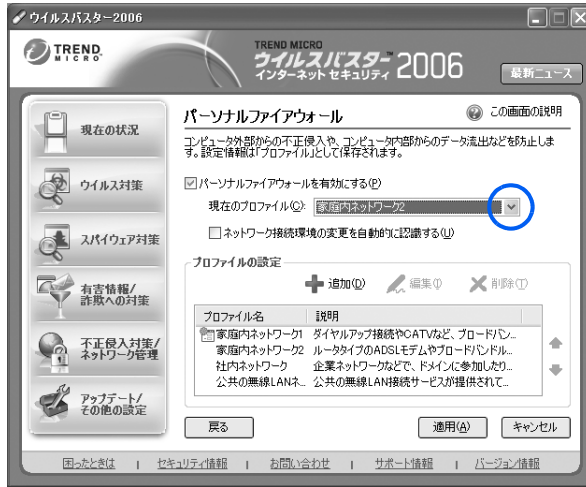 ウイルスバスター2006
TREND MICRO
TREND MICRO
ウイルスバスター™ 2006
インターネット セキュリティ
最新ニュース
現在の状況
ウイルス対策
スパイウェア対策
有害情報/
詐欺への対策
不正侵入対策/
ネットワーク管理
アップデート/
その他の設定
パーソナルファイアウォール
この画面の説明
コンピュータ外部からの不正侵入や、コンピュータ内部からのデータ流出などを防止しま
す。設定情報は「プロファイル」として保存されます。
パーソナルファイアウォールを有効にする(P)
現在のプロファイル(C): 家庭内ネットワーク2
ネットワーク接続環境の変更を自動的に認識する(U)
プロファイルの設定
追加(D) 編集(I) 削除(T)
プロファイル名 説明
家庭内ネットワーク1 ダイヤルアップ接続やCATVなど、ブロードバン...
家庭内ネットワーク2 ルータタイプのADSLモデムやブロードバンドル...
社内ネットワーク 企業ネットワークなどで、ドメインに参加したり...
公共の無線LANネ... 公共の無線LAN接続サービスが提供されて...
戻る 適用(A) キャンセル
困ったときは | セキュリティ情報 | お問い合わせ | サポート情報 | バージョン情報